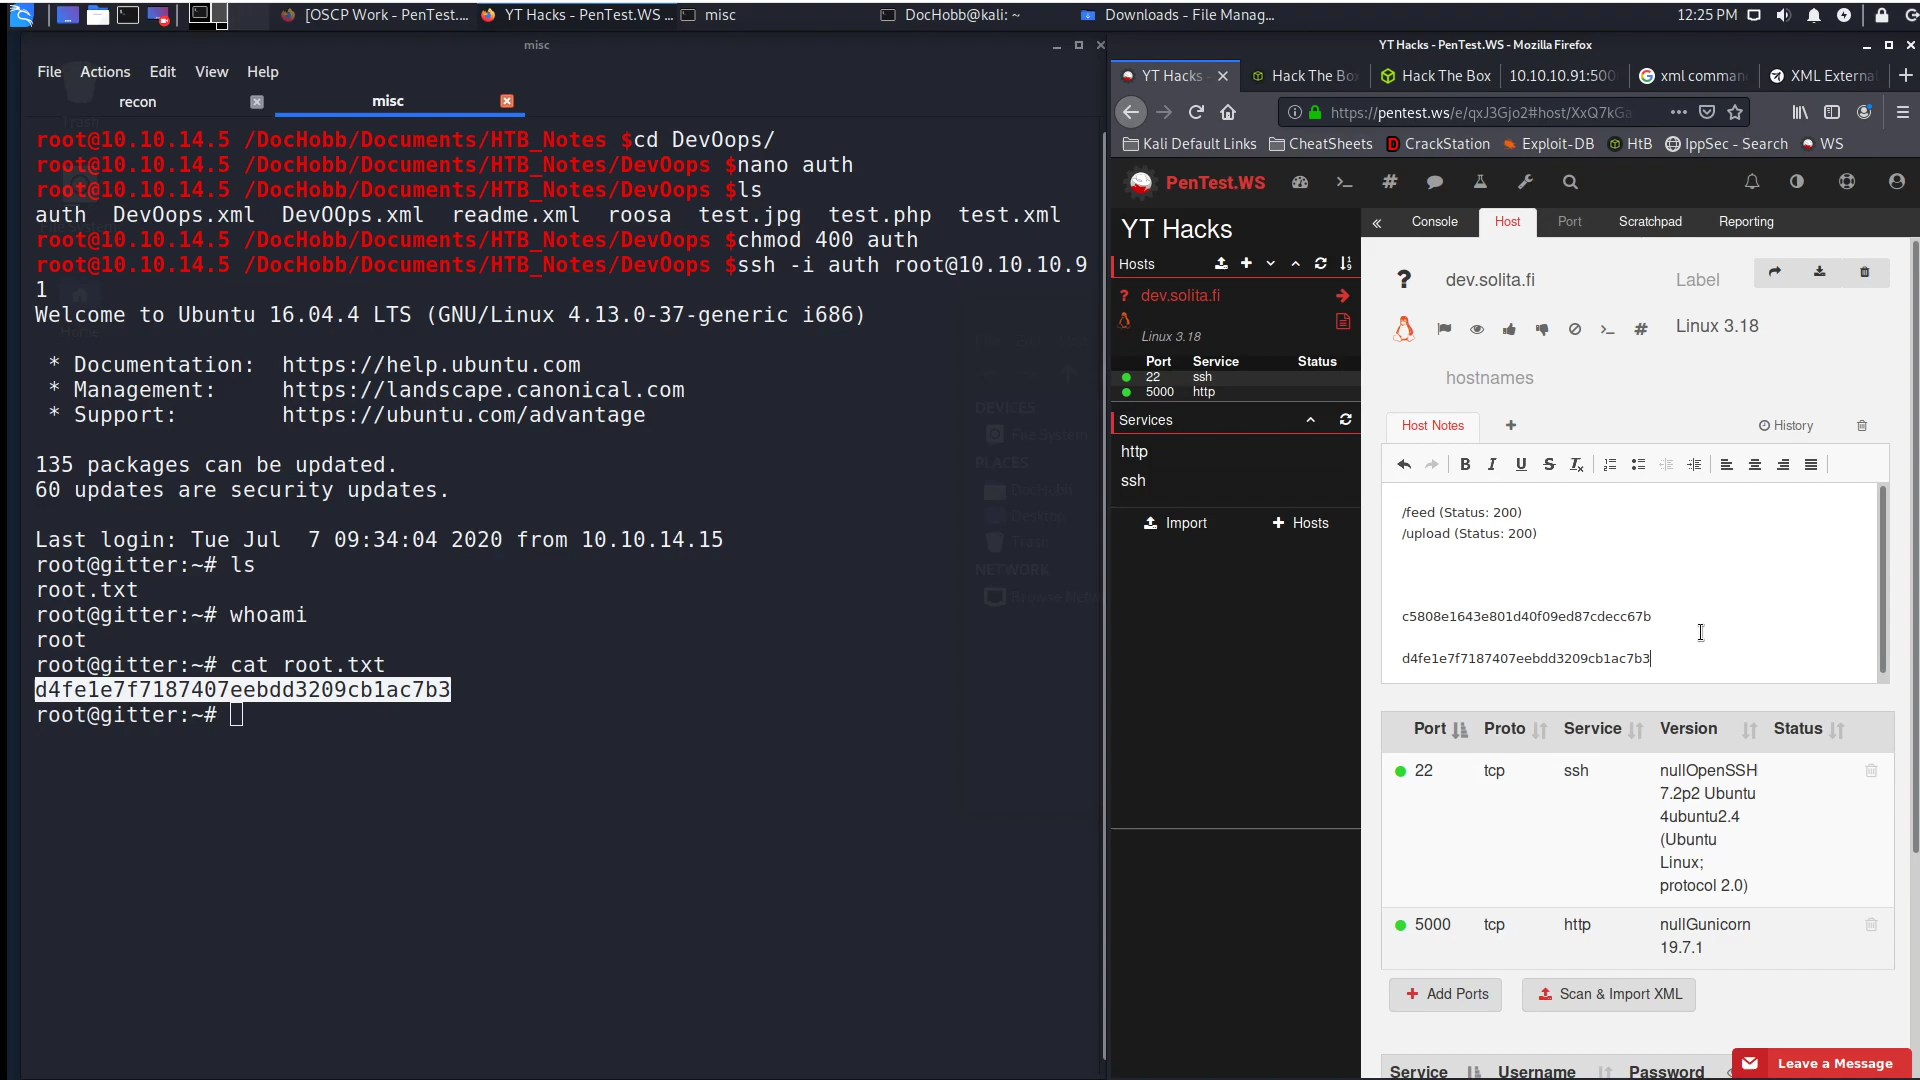 [OSCP Work - PenTest....
YT Hacks - PenTest.WS ...
misc
DocHobb@kali: ~
Downloads - File Manag...
12:25 PM
misc
File Actions Edit View Help
recon
misc
root@10.10.14.5 /DocHobb/Documents/HTB_Notes $cd DevOops/
root@10.10.14.5 /DocHobb/Documents/HTB_Notes/DevOops $nano auth
root@10.10.14.5 /DocHobb/Documents/HTB_Notes/DevOops $ls
auth DevOops.xml DevOOps.xml readme.xml roosa test.jpg test.php test.xml
root@10.10.14.5 /DocHobb/Documents/HTB_Notes/DevOops $chmod 400 auth
root@10.10.14.5 /DocHobb/Documents/HTB_Notes/DevOops $ssh -i auth root@10.10.10.9
1
Welcome to Ubuntu 16.04.4 LTS (GNU/Linux 4.13.0-37-generic i686)
* Documentation: https://help.ubuntu.com
* Management: https://landscape.canonical.com
* Support: https://ubuntu.com/advantage
135 packages can be updated.
60 updates are security updates.
Last login: Tue Jul 7 09:34:04 2020 from 10.10.14.15
root@gitter:~# ls
root.txt
root@gitter:~# whoami
root
root@gitter:~# cat root.txt
d4fe1e7f7187407eebdd3209cb1ac7b3
root@gitter:~#
DEVICES
File System
PLACES
DocHobb
Desktop
Trash
NETWORK
YT Hacks - PenTest.WS - Mozilla Firefox
YT Hacks -
Hack The Bo
Hack The Box
10.10.10.91:500
xml comman
XML Externa
https://pentest.ws/e/qxJ3Gjo2#host/XxQ7kGa
Kali Default Links
CheatSheets
CrackStation
Exploit-DB
HtB
IppSec - Search
WS
PenTest.WS
YT Hacks
Hosts
dev.solita.fi
Linux 3.18
Port Service Status
22 ssh
5000 http
Services
http
ssh
Import
Hosts
Console
Host
Port
Scratchpad
Reporting
dev.solita.fi
Label
Linux 3.18
hostnames
Host Notes
History
/feed (Status: 200)
/upload (Status: 200)
c5808e1643e801d40f09ed87cdecc67b
d4fe1e7f7187407eebdd3209cb1ac7b3
Port Proto Service Version Status
22 tcp ssh nullOpenSSH
7.2p2 Ubuntu
4ubuntu2.4
(Ubuntu
Linux;
protocol 2.0)
5000 tcp http nullGunicorn
19.7.1
Add Ports
Scan & Import XML
Service Username Password
Leave a Message